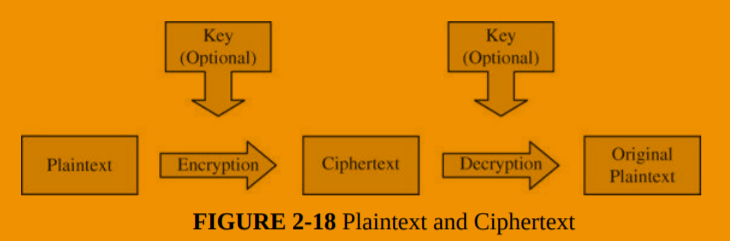 Key
(Optional)
Key
(Optional)
Plaintext
Encryption
Ciphertext
Decryption
Original
Plaintext
FIGURE 2-18 Plaintext and Ciphertext